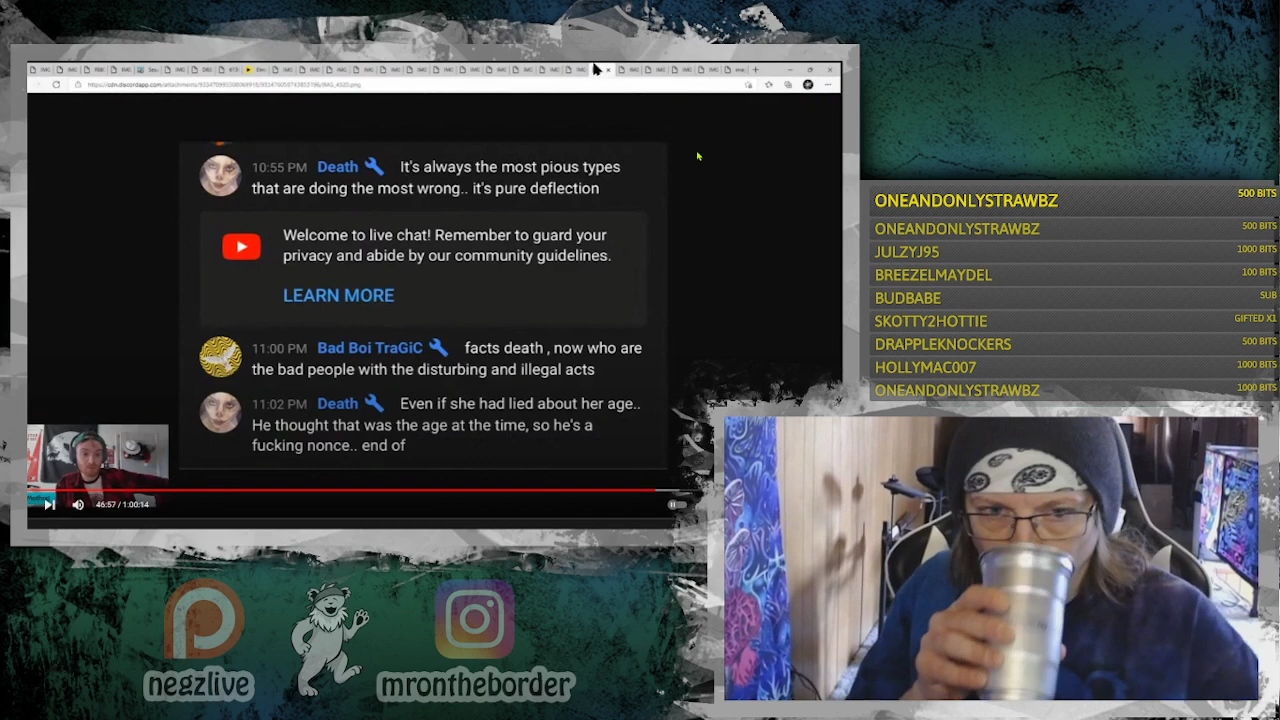 https://cdn.discordapp.com/attachments/
10:55 PM Death It's always the most pious types
that are doing the most wrong.. it's pure deflection
Welcome to live chat! Remember to guard your
privacy and abide by our community guidelines.
LEARN MORE
11:00 PM Bad Boi TraGiC facts death , now who are
the bad people with the disturbing and illegal acts
11:02 PM Death Even if she had lied about her age..
He thought that was the age at the time, so he's a
fucking nonce.. end of
46:57 / 1:00:14
ONEANDONLYSTRAWBZ 500 BITS
ONEANDONLYSTRAWBZ 500 BITS
JULZYJ95 1000 BITS
BREEZELMAYDEL 100 BITS
BUDBABE SUB
SKOTTY2HOTTIE GIFTED X1
DRAPPLEKNOCKERS 500 BITS
HOLLYMAC007 1000 BITS
ONEANDONLYSTRAWBZ 1000 BITS
negzlive
mrontheborder